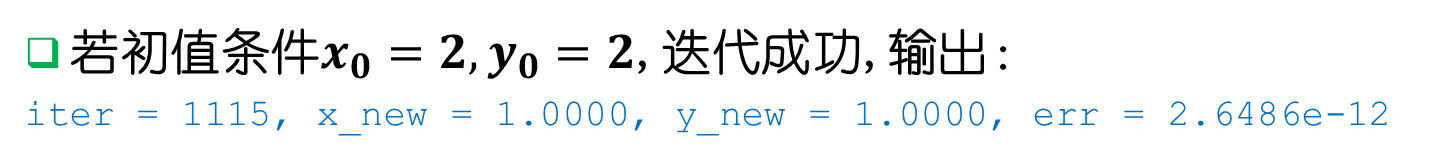 若初值条件x₀ = 2, y₀ = 2, 迭代成功, 输出:
iter = 1115, x_new = 1.0000, y_new = 1.0000, err = 2.6486e-12